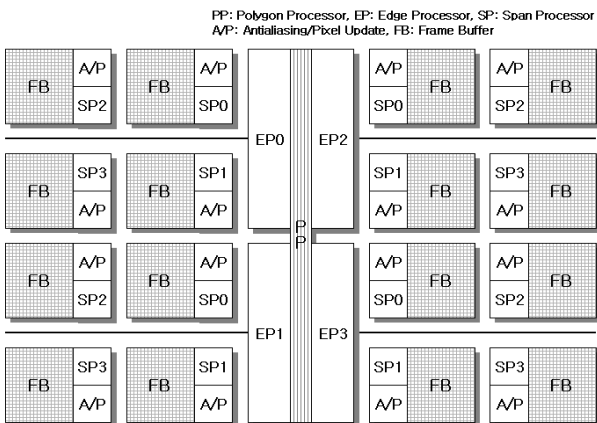 PP: Polygon Processor, EP: Edge Processor, SP: Span Processor
A/P: Antialiasing/Pixel Update, FB: Frame Buffer
FB A/P SP2 FB A/P SP0 EP0 EP2 A/P SP0 FB A/P SP2 FB
FB SP3 A/P FB SP1 A/P SP1 A/P FB SP3 A/P FB
PP
FB A/P SP2 FB A/P SP0 EP1 EP3 A/P SP0 FB A/P SP2 FB
FB SP3 A/P FB SP1 A/P SP1 A/P FB SP3 A/P FB